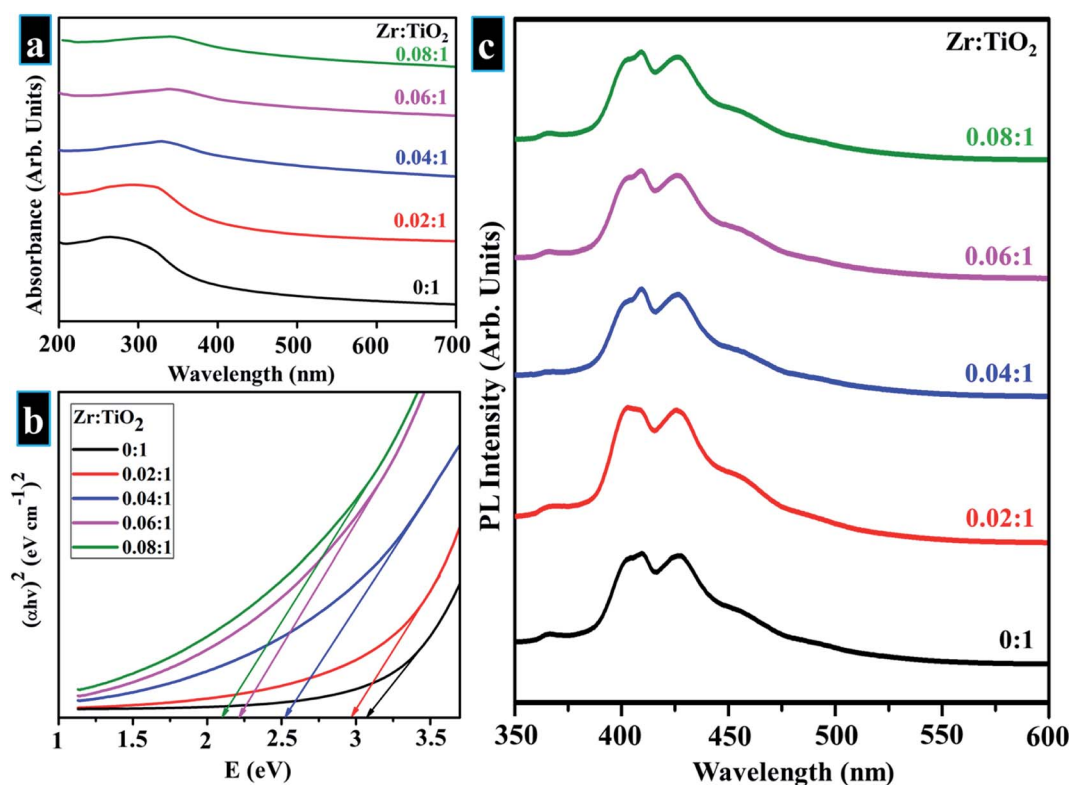 a
Zr:TiO₂
0.08:1
0.06:1
0.04:1
0.02:1
0:1
Absorbance (Arb. Units)
200 300 400 500 600 700
Wavelength (nm)
b
Zr:TiO₂
0:1
0.02:1
0.04:1
0.06:1
0.08:1
(αhν)² (eV cm⁻¹)²
1 1.5 2 2.5 3 3.5
E (eV)
c
Zr:TiO₂
0.08:1
0.06:1
0.04:1
0.02:1
0:1
PL Intensity (Arb. Units)
350 400 450 500 550 600
Wavelength (nm)